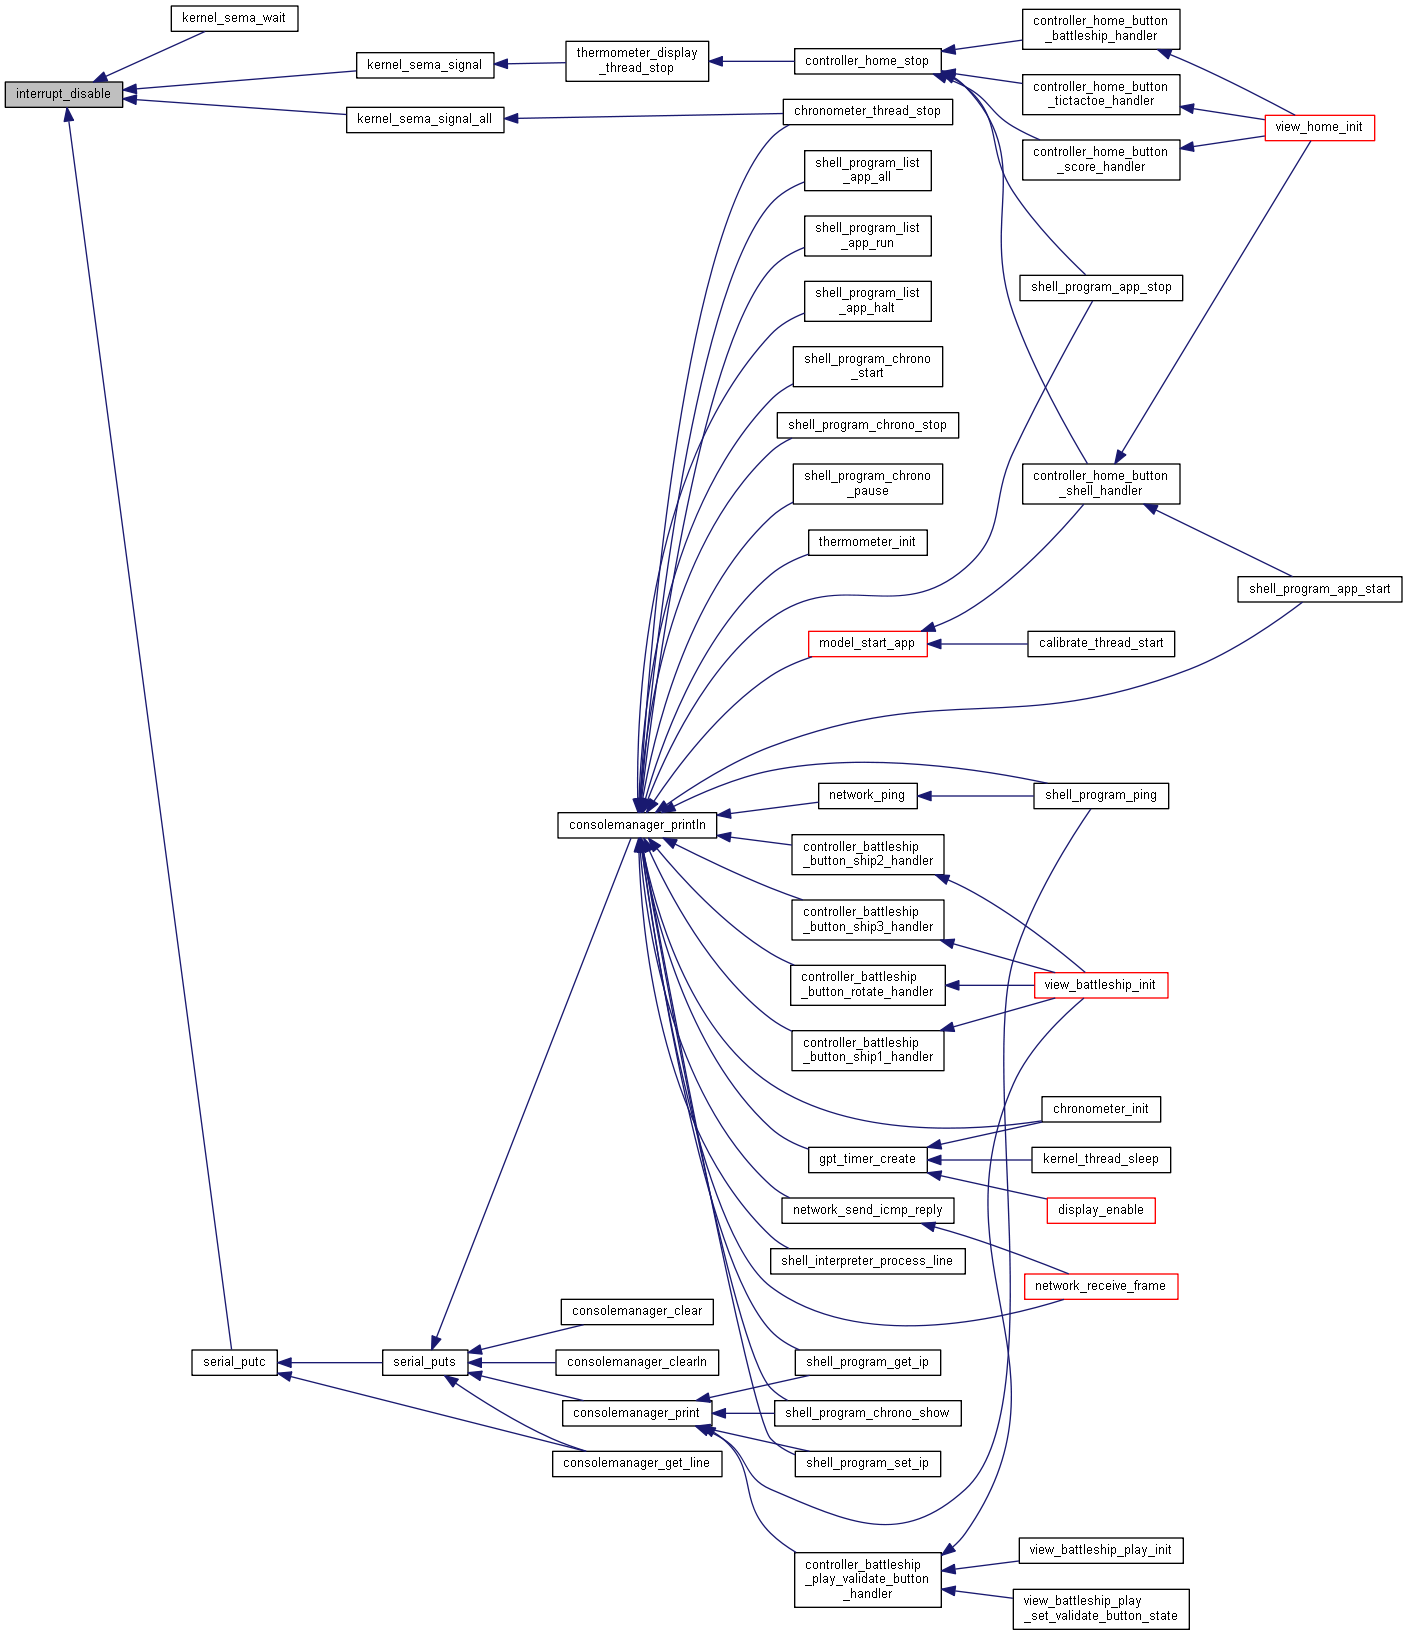 kernel_sema_wait
interrupt_disable
kernel_sema_signal
kernel_sema_signal_all
thermometer_display
_thread_stop
controller_home_stop
controller_home_button
_battleship_handler
controller_home_button
_tictactoe_handler
controller_home_button
_score_handler
view_home_init
chronometer_thread_stop
shell_program_list
_app_all
shell_program_list
_app_run
shell_program_list
_app_halt
shell_program_app_stop
shell_program_chrono
_start
shell_program_chrono_stop
shell_program_chrono
_pause
controller_home_button
_shell_handler
thermometer_init
shell_program_app_start
model_start_app
calibrate_thread_start
consolemanager_println
network_ping
shell_program_ping
controller_battleship
_button_ship2_handler
controller_battleship
_button_ship3_handler
controller_battleship
_button_rotate_handler
view_battleship_init
controller_battleship
_button_ship1_handler
chronometer_init
gpt_timer_create
kernel_thread_sleep
network_send_icmp_reply
display_enable
shell_interpreter_process_line
network_receive_frame
consolemanager_clear
serial_putc
serial_puts
consolemanager_clearln
shell_program_get_ip
consolemanager_print
shell_program_chrono_show
consolemanager_get_line
shell_program_set_ip
controller_battleship
_play_validate_button
_handler
view_battleship_play_init
view_battleship_play
_set_validate_button_state